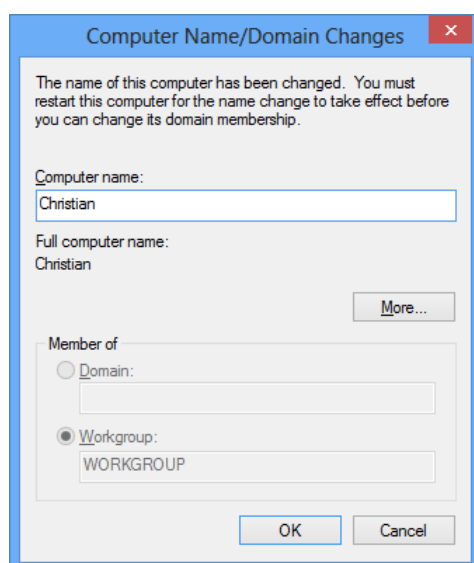 Computer Name/Domain Changes
The name of this computer has been changed.  You must
restart this computer for the name change to take effect before
you can change its domain membership.
Computer name:
Christian
Full computer name:
Christian
More...
Member of
Domain:
Workgroup:
WORKGROUP
OK Cancel